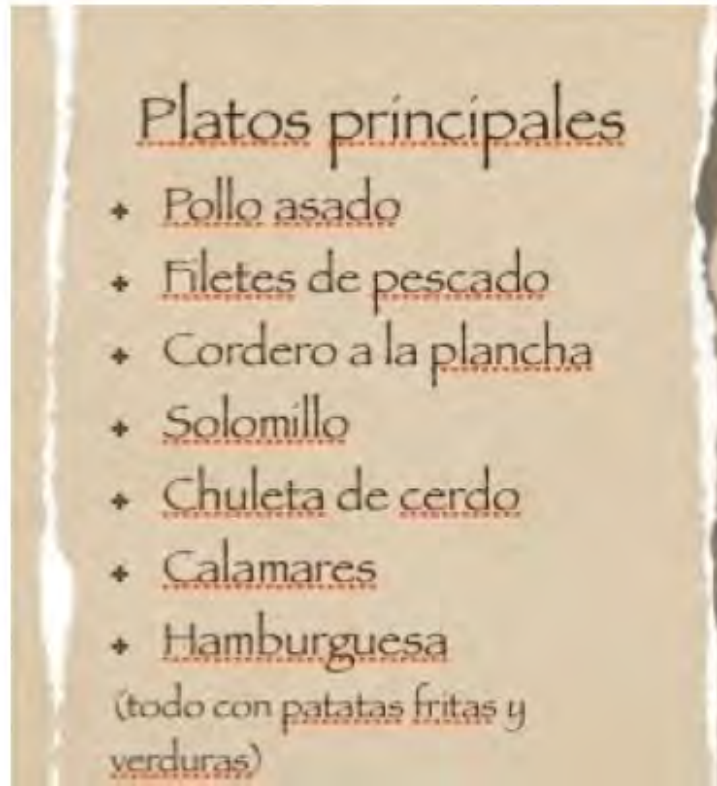 Platos principales
Pollo asado
Filetes de pescado
Cordero a la plancha
Solomillo
Chuleta de cerdo
Calamares
Hamburguesa
(todo con patatas fritas y
verduras)